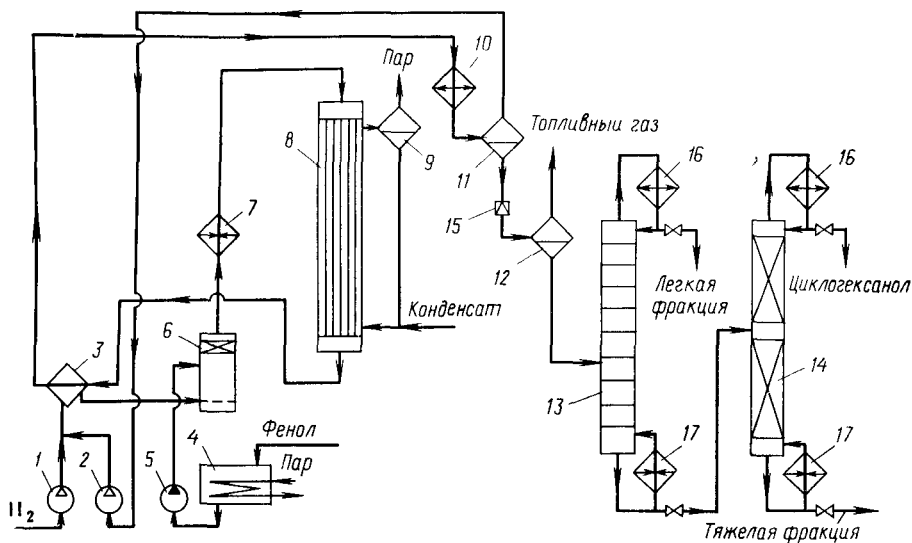 10
Пар
Топливный газ
16
16
8
9
11
7
15
12
Легкая
фракция
Циклогексанол
Конденсат
6
3
13
14
Фенол
4
Пар
17
17
1
2
5
H₂
Тяжелая фракция